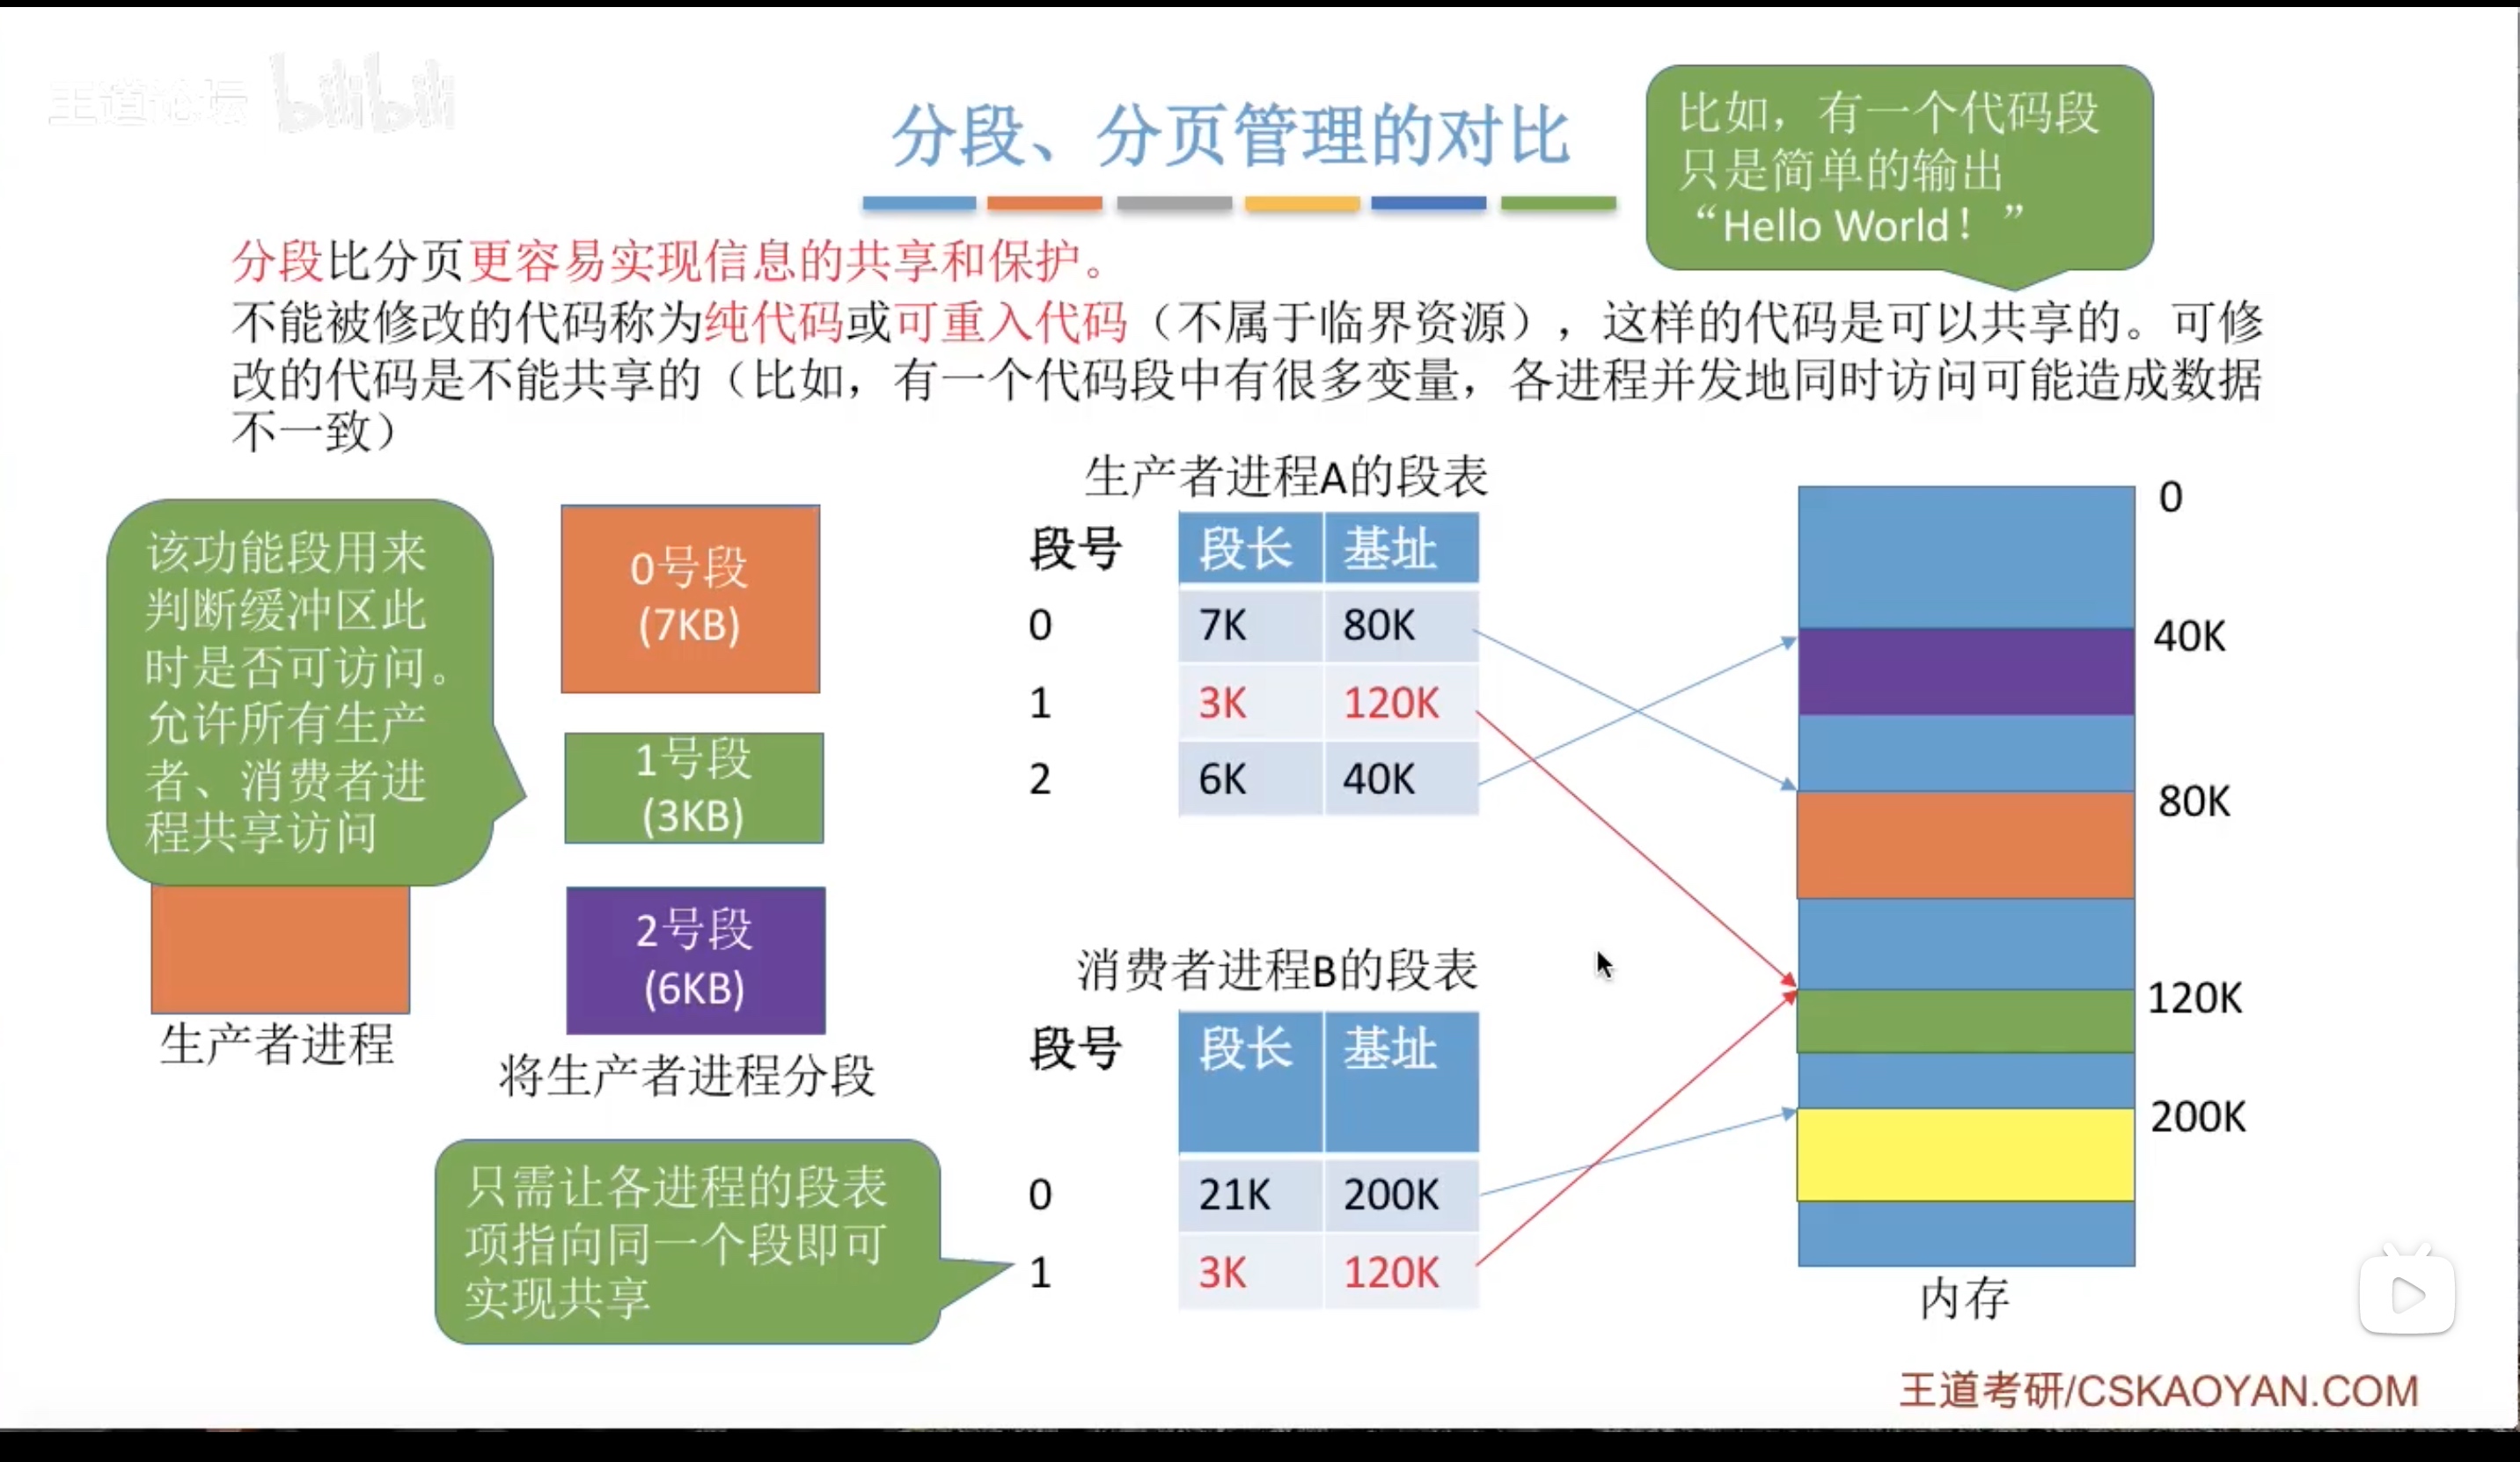 王道论坛 bilibili
分段、分页管理的对比
比如，有一个代码段
只是简单的输出
“Hello World！”
分段比分页更容易实现信息的共享和保护。
不能被修改的代码称为纯代码或可重入代码（不属于临界资源），这样的代码是可以共享的。可修
改的代码是不能共享的（比如，有一个代码段中有很多变量，各进程并发地同时访问可能造成数据
不一致）
该功能段用来
判断缓冲区此
时是否可访问。
允许所有生产
者、消费者进
程共享访问
生产者进程
0号段
(7KB)
1号段
(3KB)
2号段
(6KB)
将生产者进程分段
生产者进程A的段表
段号 段长 基址
0 7K 80K
1 3K 120K
2 6K 40K
消费者进程B的段表
段号 段长 基址
0 21K 200K
1 3K 120K
只需让各进程的段表
项指向同一个段即可
实现共享
0
40K
80K
120K
200K
内存
王道考研/CSKAOYAN.COM